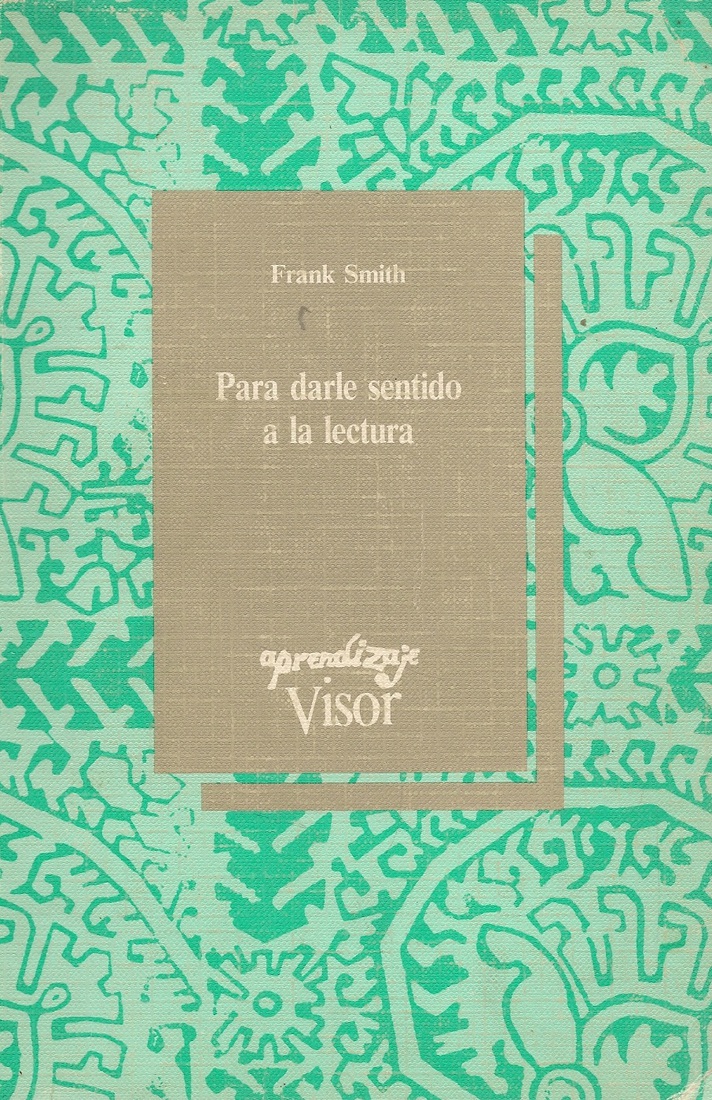 Frank Smith
Para darle sentido
a la lectura
aprendizaje
Visor